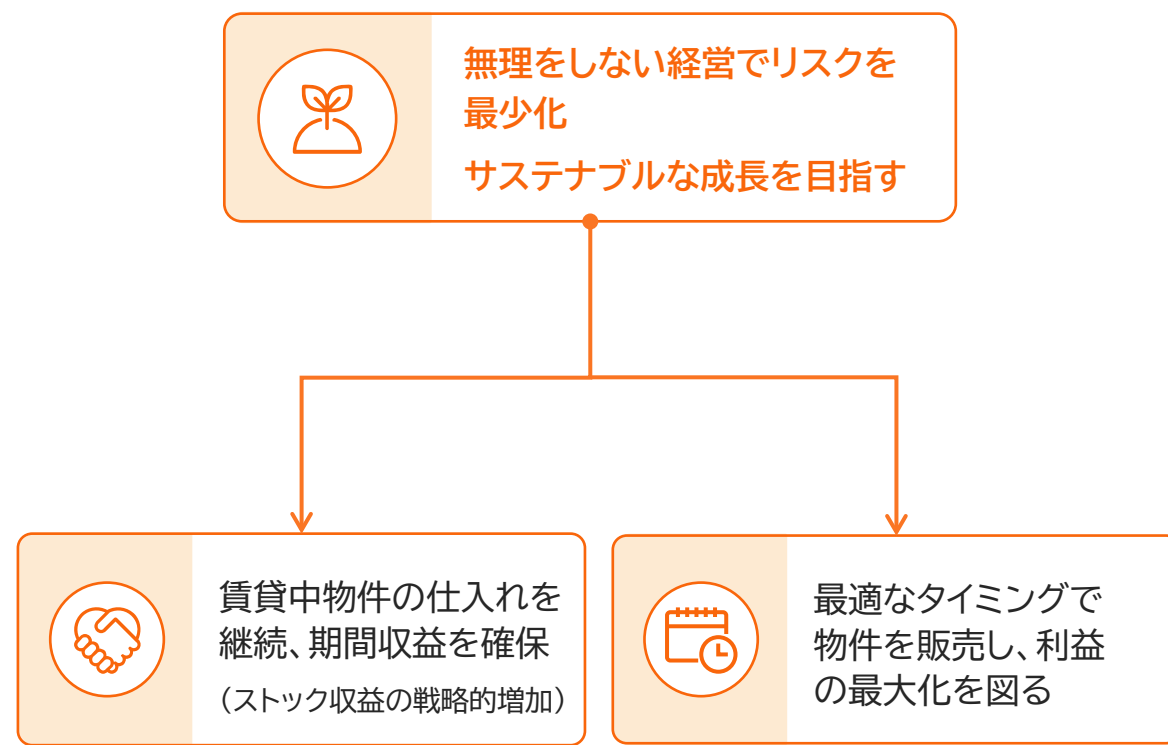 無理をしない経営でリスクを
最少化
サステナブルな成長を目指す
賃貸中物件の仕入れを
継続、期間収益を確保
（ストック収益の戦略的増加）
最適なタイミングで
物件を販売し、利益
の最大化を図る